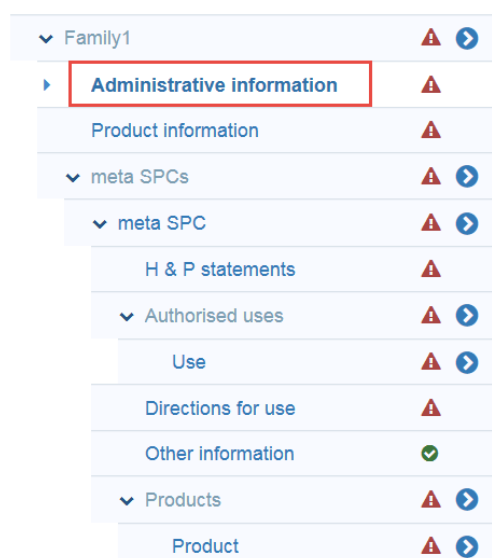 Family1
Administrative information
Product information
meta SPCs
meta SPC
H & P statements
Authorised uses
Use
Directions for use
Other information
Products
Product